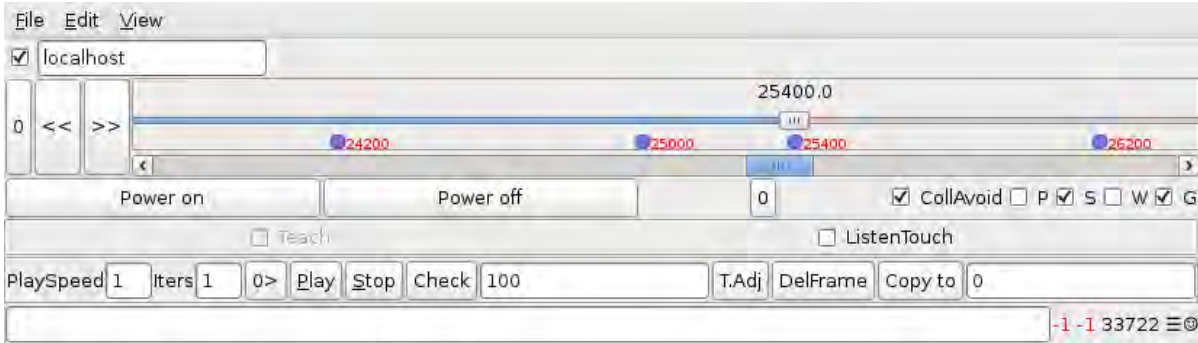 File Edit View
localhost
25400.0
0 << >>
24200 25000 25400 26200
Power on Power off 0 CollAvoid P S W G
Teach ListenTouch
PlaySpeed 1 Iters 1 0> Play Stop Check 100 T.Adj DelFrame Copy to 0
-1 -1 33722